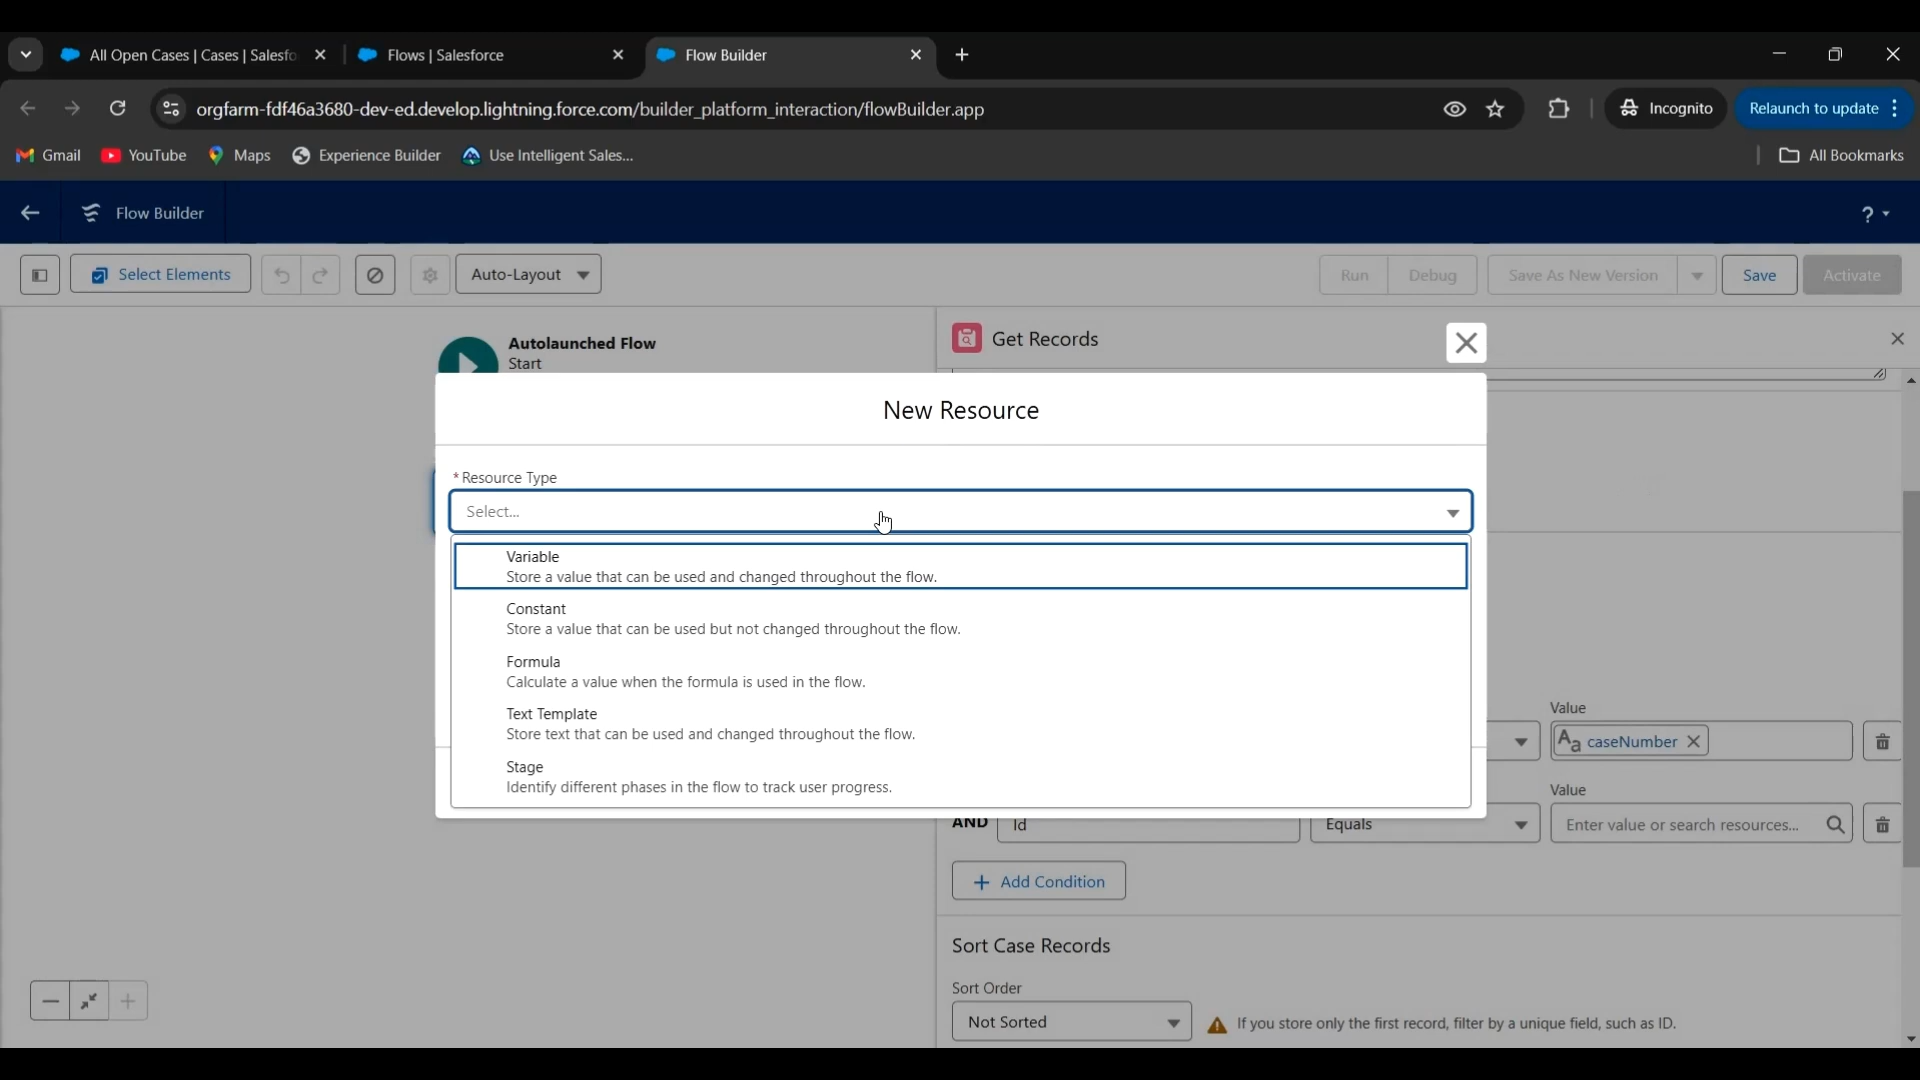 All Open Cases | Cases | Salesfo
Flows | Salesforce
Flow Builder
orgfarm-fdf46a3680-dev-ed.develop.lightning.force.com/builder_platform_interaction/flowBuilder.app
Incognito
Relaunch to update
Gmail
YouTube
Maps
Experience Builder
Use Intelligent Sales...
All Bookmarks
Flow Builder
?
Select Elements
Auto-Layout
Run
Debug
Save As New Version
Save
Activate
Autolaunched Flow
Start
Get Records
New Resource
* Resource Type
Select...
Variable
Store a value that can be used and changed throughout the flow.
Constant
Store a value that can be used but not changed throughout the flow.
Formula
Calculate a value when the formula is used in the flow.
Text Template
Store text that can be used and changed throughout the flow.
Stage
Identify different phases in the flow to track user progress.
Value
Aa caseNumber
Value
AND
Id
Equals
Enter value or search resources...
+ Add Condition
Sort Case Records
Sort Order
Not Sorted
If you store only the first record, filter by a unique field, such as ID.